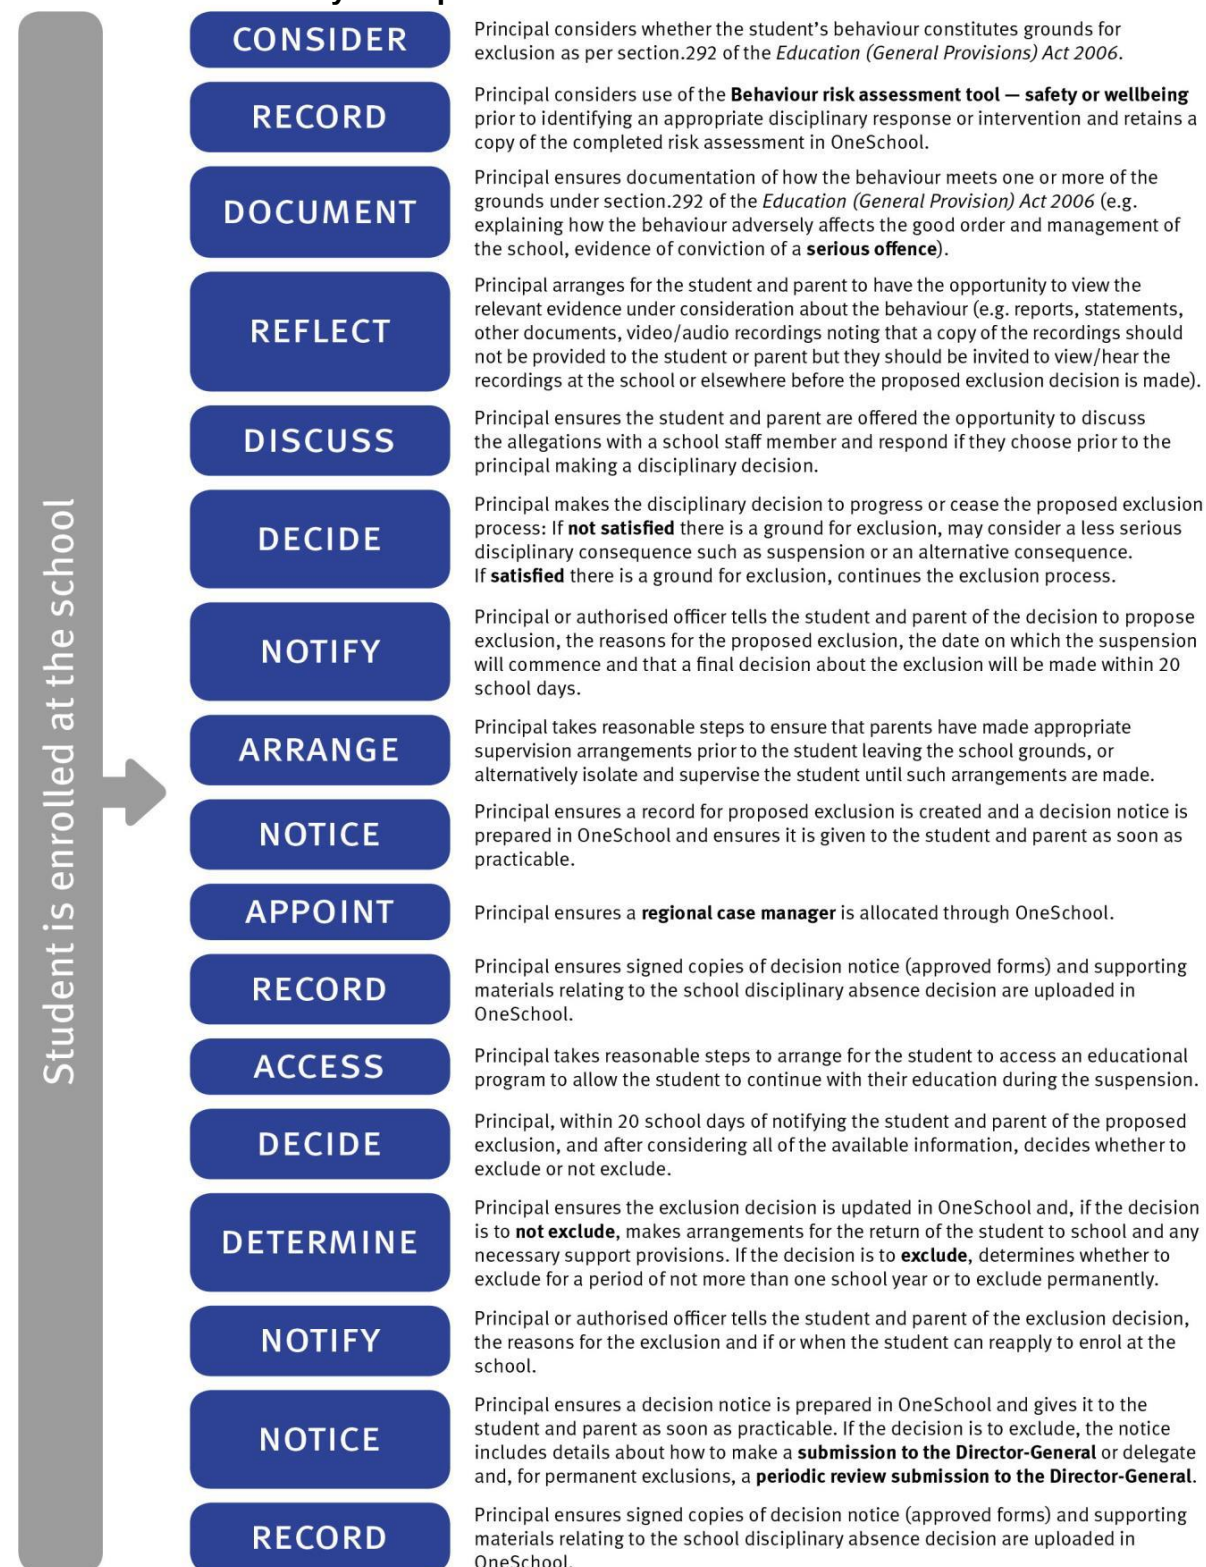 Student is enrolled at the school
CONSIDER
Principal considers whether the student’s behaviour constitutes grounds for
exclusion as per section.292 of the Education (General Provisions) Act 2006.
RECORD
Principal considers use of the Behaviour risk assessment tool — safety or wellbeing
prior to identifying an appropriate disciplinary response or intervention and retains a
copy of the completed risk assessment in OneSchool.
DOCUMENT
Principal ensures documentation of how the behaviour meets one or more of the
grounds under section.292 of the Education (General Provision) Act 2006 (e.g.
explaining how the behaviour adversely affects the good order and management of
the school, evidence of conviction of a serious offence).
REFLECT
Principal arranges for the student and parent to have the opportunity to view the
relevant evidence under consideration about the behaviour (e.g. reports, statements,
other documents, video/audio recordings noting that a copy of the recordings should
not be provided to the student or parent but they should be invited to view/hear the
recordings at the school or elsewhere before the proposed exclusion decision is made).
DISCUSS
Principal ensures the student and parent are offered the opportunity to discuss
the allegations with a school staff member and respond if they choose prior to the
principal making a disciplinary decision.
DECIDE
Principal makes the disciplinary decision to progress or cease the proposed exclusion
process: If not satisfied there is a ground for exclusion, may consider a less serious
disciplinary consequence such as suspension or an alternative consequence.
If satisfied there is a ground for exclusion, continues the exclusion process.
NOTIFY
Principal or authorised officer tells the student and parent of the decision to propose
exclusion, the reasons for the proposed exclusion, the date on which the suspension
will commence and that a final decision about the exclusion will be made within 20
school days.
ARRANGE
Principal takes reasonable steps to ensure that parents have made appropriate
supervision arrangements prior to the student leaving the school grounds, or
alternatively isolate and supervise the student until such arrangements are made.
NOTICE
Principal ensures a record for proposed exclusion is created and a decision notice is
prepared in OneSchool and ensures it is given to the student and parent as soon as
practicable.
APPOINT
Principal ensures a regional case manager is allocated through OneSchool.
RECORD
Principal ensures signed copies of decision notice (approved forms) and supporting
materials relating to the school disciplinary absence decision are uploaded in
OneSchool.
ACCESS
Principal takes reasonable steps to arrange for the student to access an educational
program to allow the student to continue with their education during the suspension.
DECIDE
Principal, within 20 school days of notifying the student and parent of the proposed
exclusion, and after considering all of the available information, decides whether to
exclude or not exclude.
DETERMINE
Principal ensures the exclusion decision is updated in OneSchool and, if the decision
is to not exclude, makes arrangements for the return of the student to school and any
necessary support provisions. If the decision is to exclude, determines whether to
exclude for a period of not more than one school year or to exclude permanently.
NOTIFY
Principal or authorised officer tells the student and parent of the exclusion decision,
the reasons for the exclusion and if or when the student can reapply to enrol at the
school.
NOTICE
Principal ensures a decision notice is prepared in OneSchool and gives it to the
student and parent as soon as practicable. If the decision is to exclude, the notice
includes details about how to make a submission to the Director-General or delegate
and, for permanent exclusions, a periodic review submission to the Director-General.
RECORD
Principal ensures signed copies of decision notice (approved forms) and supporting
materials relating to the school disciplinary absence decision are uploaded in
OneSchool.